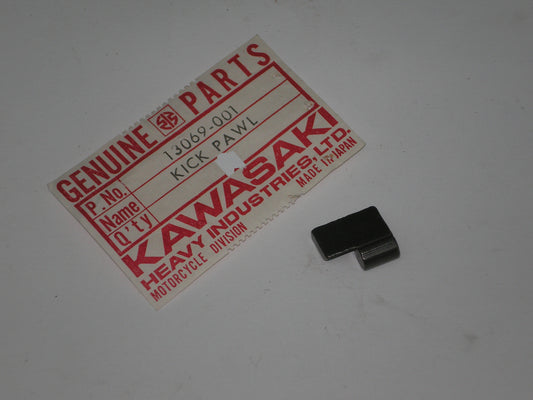 GENUINE PARTS
P. No. 13069-001
Name KICK PAWL
Q'ty
KAWASAKI
HEAVY INDUSTRIES, LTD.
MOTORCYCLE DIVISION MADE IN JAPAN